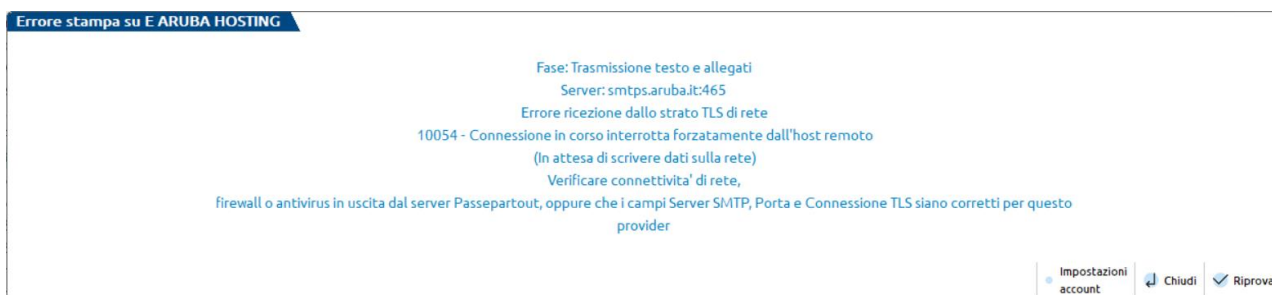 Errore stampa su E ARUBA HOSTING
Fase: Trasmissione testo e allegati
Server: smtps.aruba.it:465
Errore ricezione dallo strato TLS di rete
10054 - Connessione in corso interrotta forzatamente dall'host remoto
(In attesa di scrivere dati sulla rete)
Verificare connettivita' di rete,
firewall o antivirus in uscita dal server Passepartout, oppure che i campi Server SMTP, Porta e Connessione TLS siano corretti per questo
provider
Impostazioni
account
Chiudi
Riprova